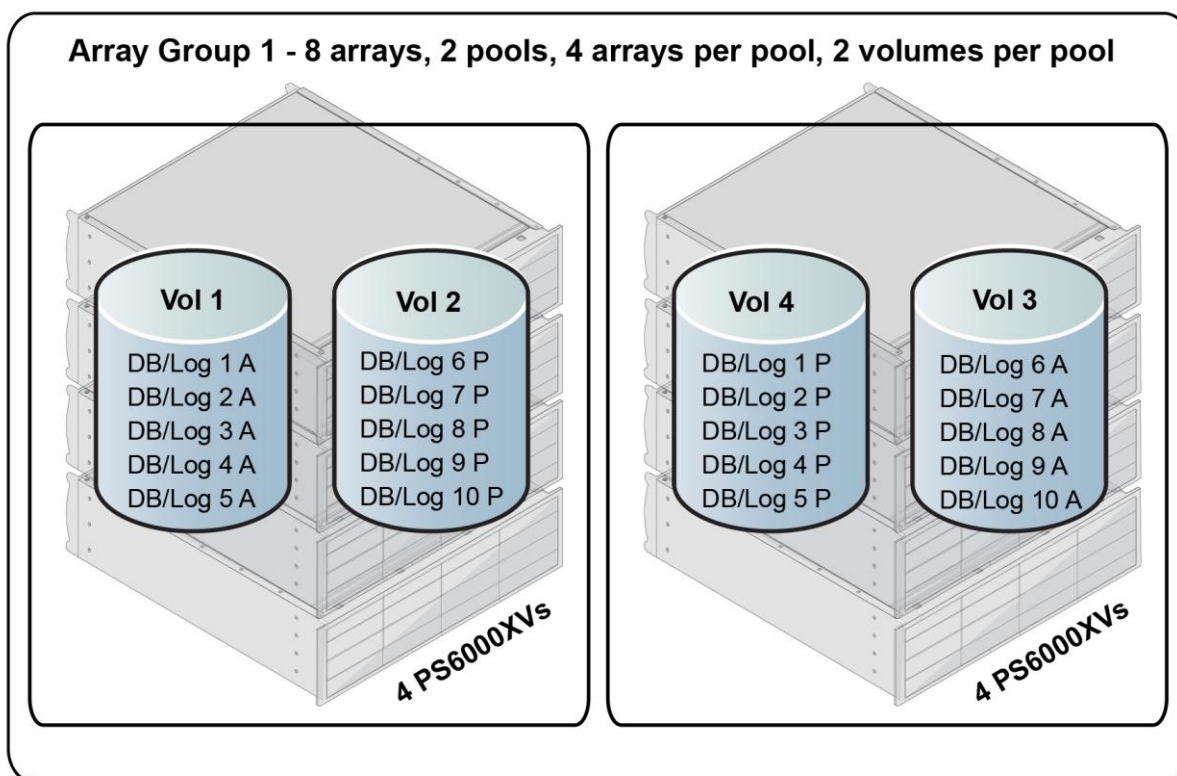 Array Group 1 - 8 arrays, 2 pools, 4 arrays per pool, 2 volumes per pool
Vol 1
DB/Log 1 A
DB/Log 2 A
DB/Log 3 A
DB/Log 4 A
DB/Log 5 A
Vol 2
DB/Log 6 P
DB/Log 7 P
DB/Log 8 P
DB/Log 9 P
DB/Log 10 P
4 PS6000XVs
Vol 4
DB/Log 1 P
DB/Log 2 P
DB/Log 3 P
DB/Log 4 P
DB/Log 5 P
Vol 3
DB/Log 6 A
DB/Log 7 A
DB/Log 8 A
DB/Log 9 A
DB/Log 10 A
4 PS6000XVs